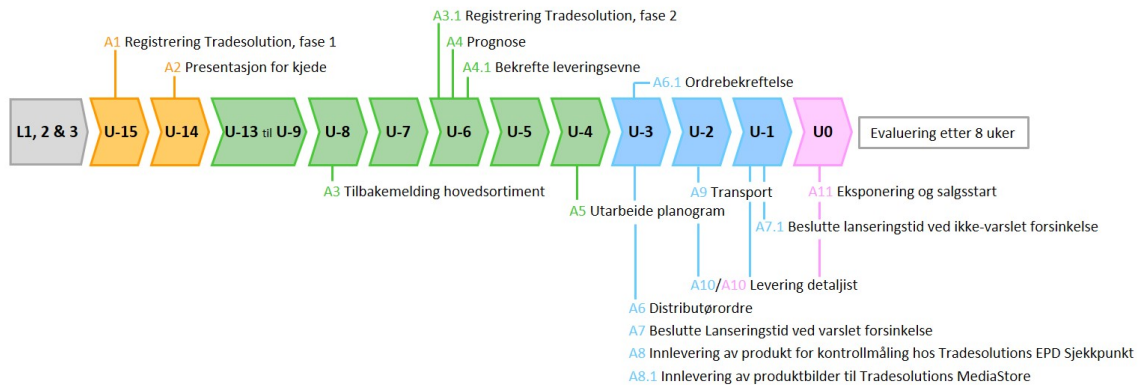 A3.1 Registrering Tradesolution, fase 2
A1 Registrering Tradesolution, fase 1
A4 Prognose
A2 Presentasjon for kjede
A4.1 Bekrefte leveringsevne
A6.1 Ordrebekreftelse
L1, 2 & 3
U-15
U-14
U-13 til U-9
U-8
U-7
U-6
U-5
U-4
U-3
U-2
U-1
U0
Evaluering etter 8 uker
A3 Tilbakemelding hovedsortiment
A9 Transport
A11 Eksponering og salgsstart
A5 Utarbeide planogram
A7.1 Beslutte lanseringstid ved ikke-varslet forsinkelse
A10/A10 Levering detaljist
A6 Distributørordre
A7 Beslutte Lanseringstid ved varslet forsinkelse
A8 Innlevering av produkt for kontrollmåling hos Tradesolutions EPD Sjekkpunkt
A8.1 Innlevering av produktbilder til Tradesolutions MediaStore